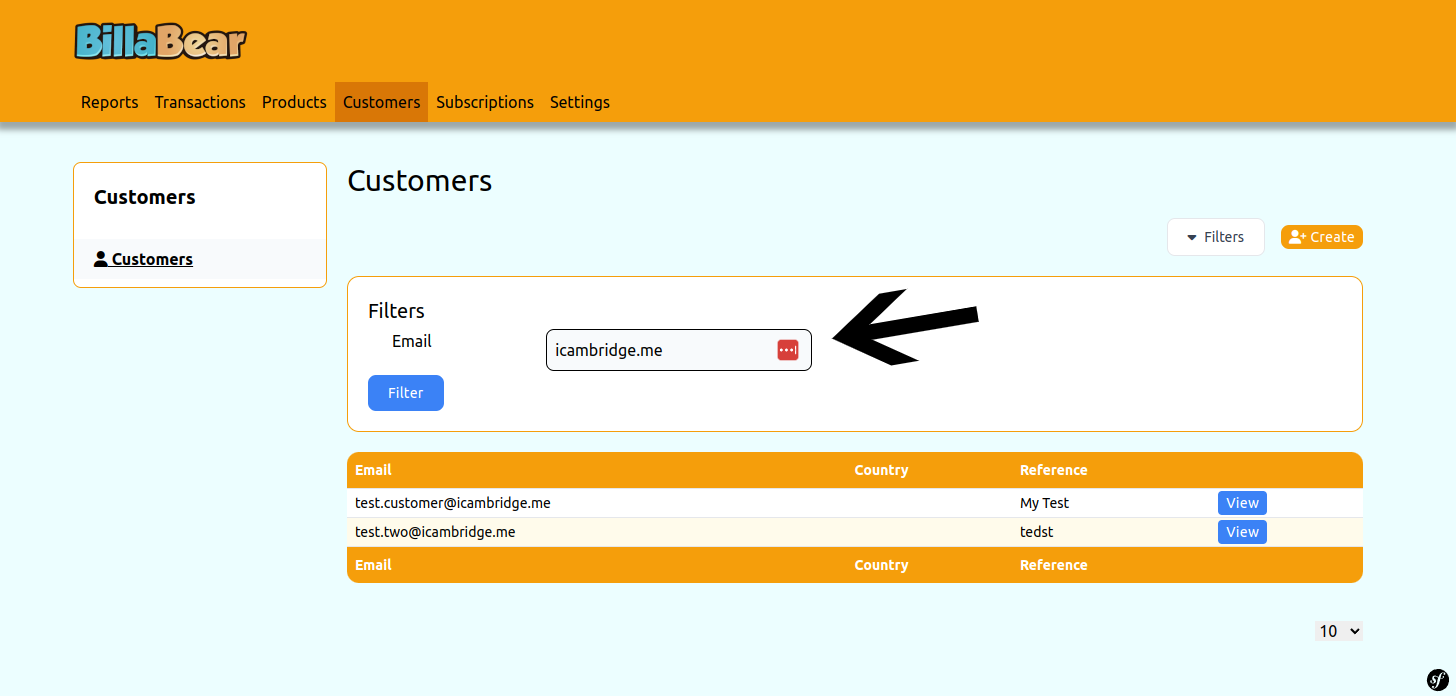 BillaBear
Reports Transactions Products Customers Subscriptions Settings
Customers
Customers
Customers
Filters Create
Filters
Email icambridge.me
Filter
Email Country Reference
test.customer@icambridge.me My Test View
test.two@icambridge.me tedst View
Email Country Reference
10
sf